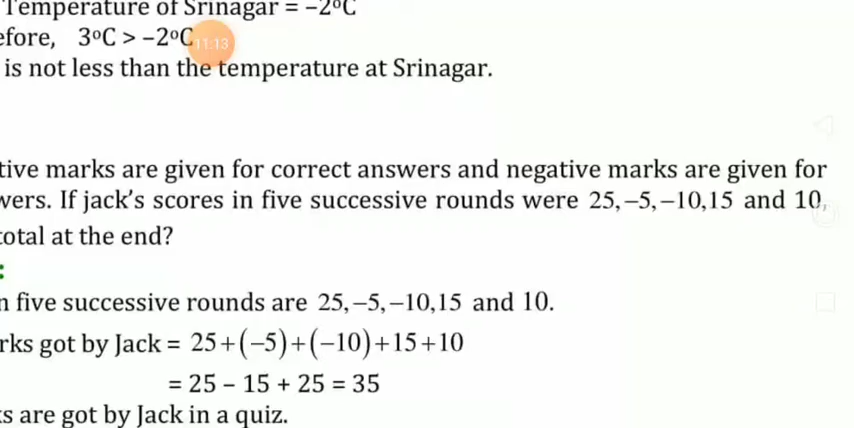 Temperature of Srinagar = −2°C
efore, 3°C > −2°C
11:13
is not less than the temperature at Srinagar.
tive marks are given for correct answers and negative marks are given for
wers. If jack's scores in five successive rounds were 25,−5,−10,15 and 10,
total at the end?
:
n five successive rounds are 25,−5,−10,15 and 10.
rks got by Jack = 25+(−5)+(−10)+15+10
= 25 – 15 + 25 = 35
s are got by Jack in a quiz.